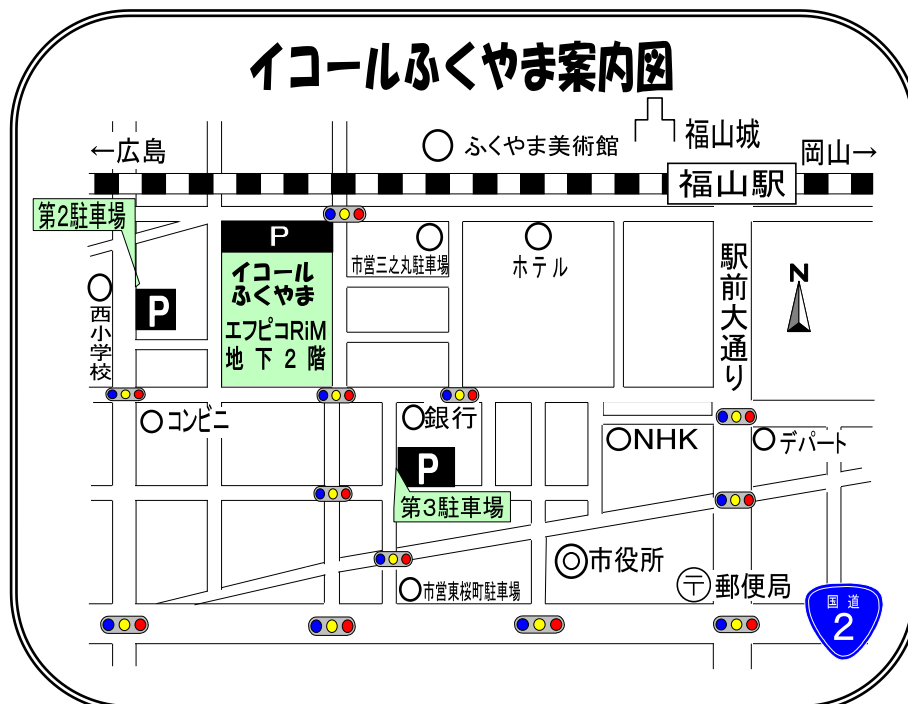 イコールふくやま案内図
←広島
ふくやま美術館
福山城
岡山→
福山駅
第2駐車場
P
イコール
ふくやま
エフピコRiM
地下2階
市営三之丸駐車場
ホテル
駅前大通り
N
西小学校
P
コンビニ
銀行
P
第3駐車場
NHK
デパート
市役所
市営東桜町駐車場
〒郵便局
国道
2